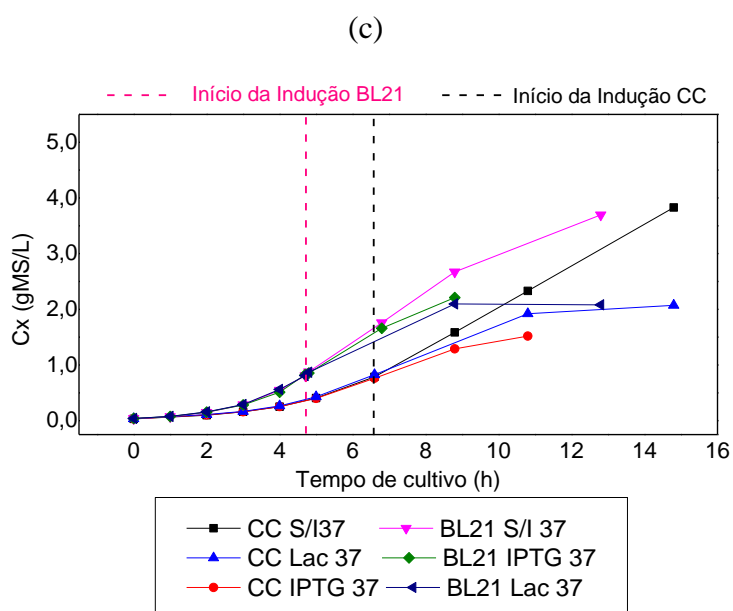 (c)
Início da Indução BL21 Início da Indução CC
5,0
4,0
3,0
2,0
1,0
0,0
Cx (gMS/L)
0 2 4 6 8 10 12 14 16
Tempo de cultivo (h)
CC S/I37 BL21 S/I 37
CC Lac 37 BL21 IPTG 37
CC IPTG 37 BL21 Lac 37